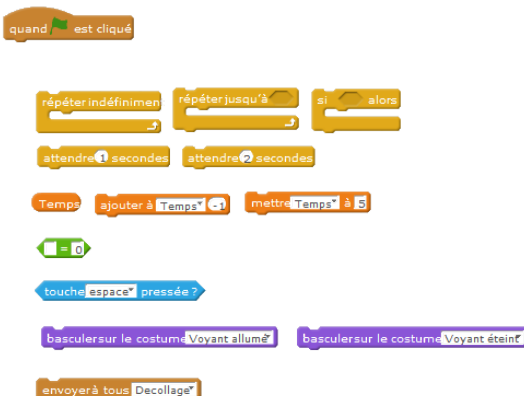 quand est cliqué
répéter indéfinimen
répéter jusqu'à
si alors
attendre 1 secondes
attendre 2 secondes
Temps
ajouter à Temps -1
mettre Temps à 5
= 0
touche espace pressée ?
basculer sur le costume Voyant allumé
basculer sur le costume Voyant éteint
envoyer à tous Decollage